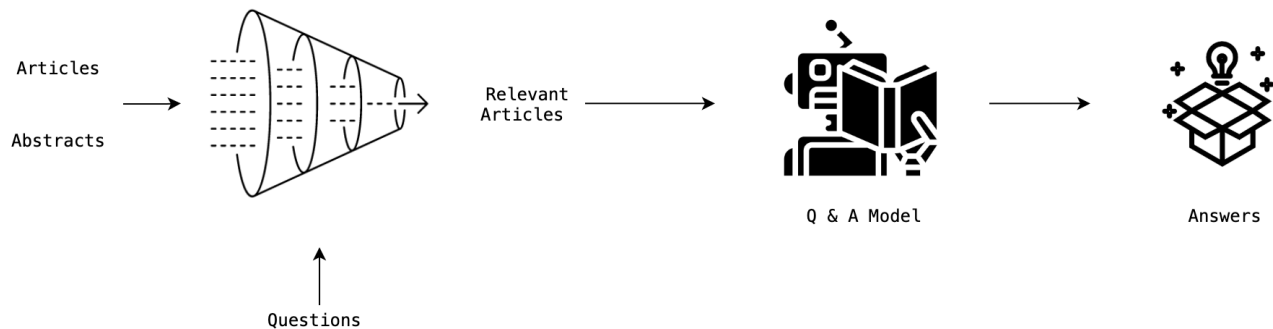 Articles
Abstracts
Relevant
Articles
Q & A Model
Answers
Questions